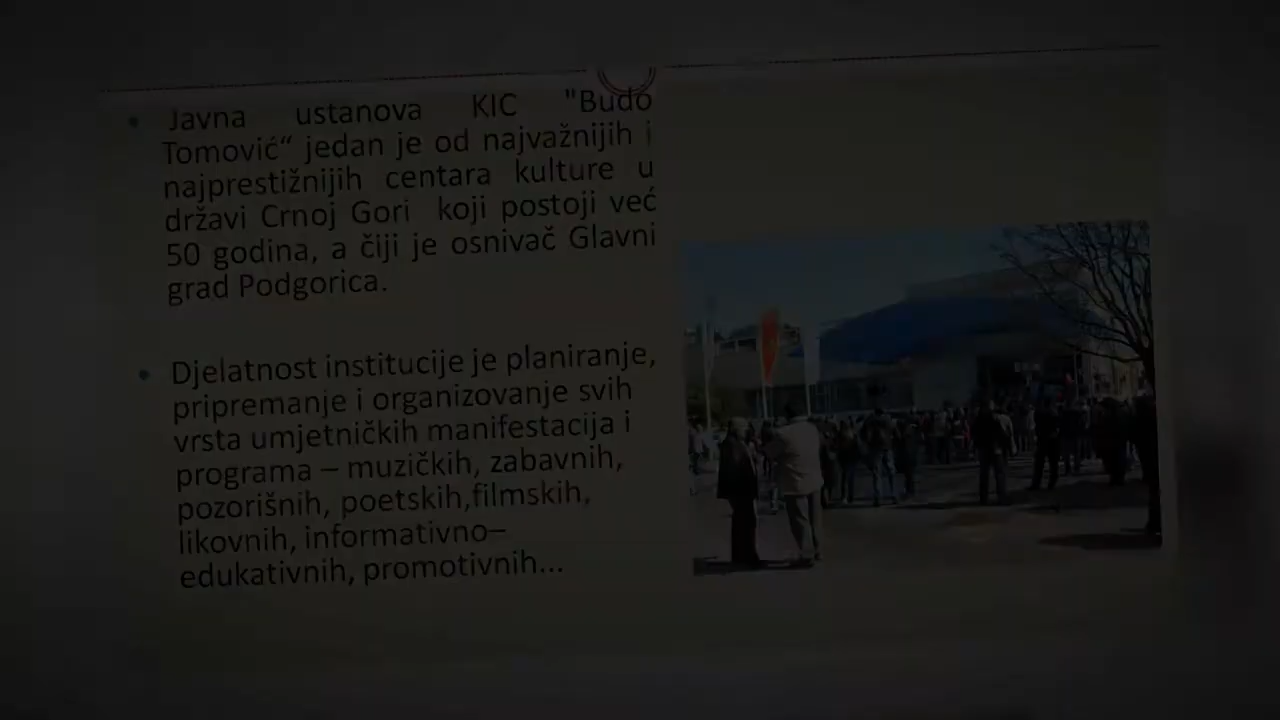 Javna ustanova KIC "Budo
Tomović“ jedan je od najvažnijih i
najprestižnijih centara kulture u
državi Crnoj Gori koji postoji već
50 godina, a čiji je osnivač Glavni
grad Podgorica.
Djelatnost institucije je planiranje,
pripremanje i organizovanje svih
vrsta umjetničkih manifestacija i
programa – muzičkih, zabavnih,
pozorišnih, poetskih,filmskih,
likovnih, informativno–
edukativnih, promotivnih...